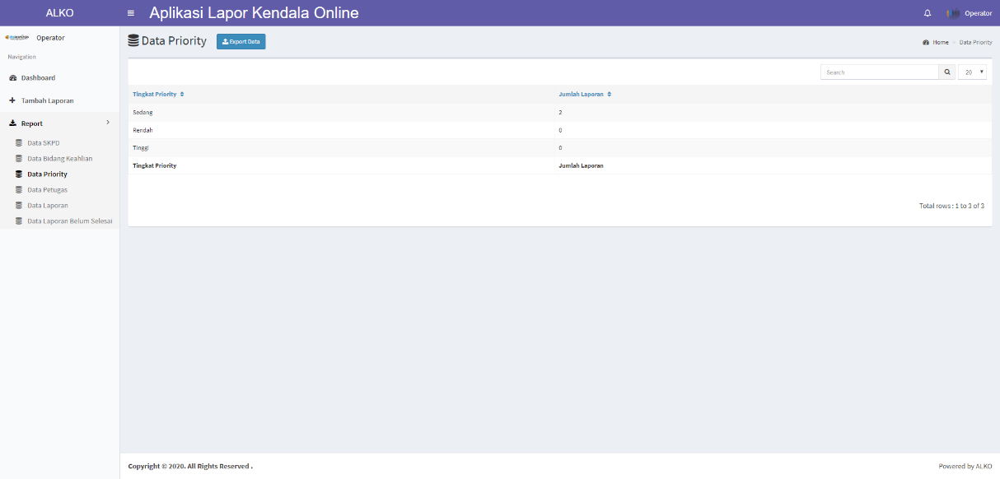 ALKO
Aplikasi Lapor Kendala Online
Operator
Operator
Navigation
Dashboard
Tambah Laporan
Report
Data SKPD
Data Bidang Keahlian
Data Priority
Data Petugas
Data Laporan
Data Laporan Belum Selesai
Data Priority Export Data
Home > Data Priority
Search 20
Tingkat Priority Jumlah Laporan
Sedang 2
Rendah 0
Tinggi 0
Tingkat Priority Jumlah Laporan
Total rows : 1 to 3 of 3
Copyright © 2020. All Rights Reserved .
Powered by ALKO